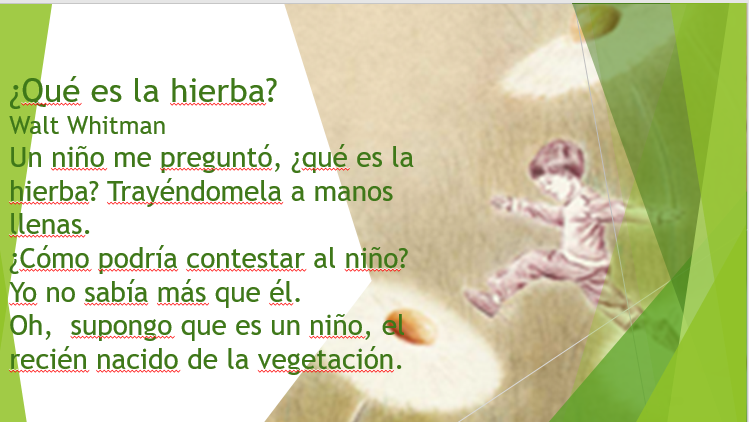 ¿Qué es la hierba?
Walt Whitman
Un niño me preguntó, ¿qué es la
hierba? Trayéndomela a manos
llenas.
¿Cómo podría contestar al niño?
Yo no sabía más que él.
Oh,  supongo que es un niño, el
recién nacido de la vegetación.